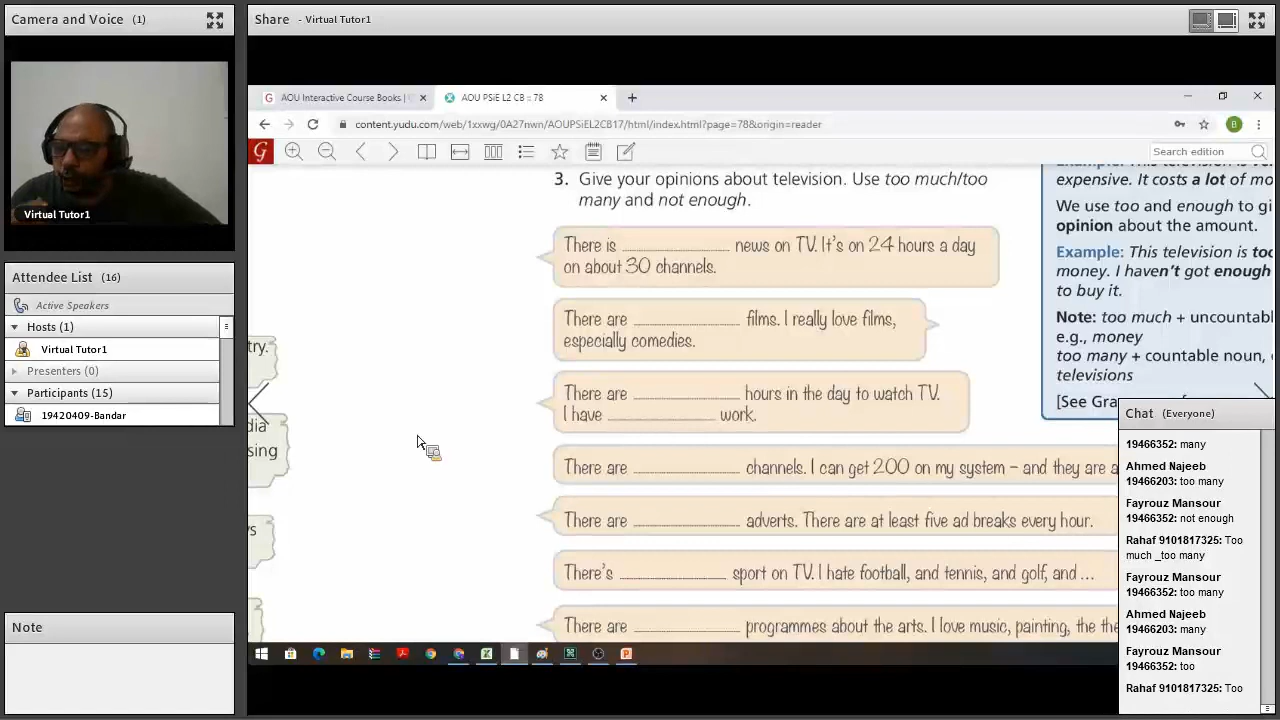 Camera and Voice (1)
Virtual Tutor1
Attendee List (16)
Active Speakers
Hosts (1)
Virtual Tutor1
Presenters (0)
Participants (15)
19420409-Bandar
Note
Share - Virtual Tutor1
AOU Interactive Course Books |
AOU PSiE L2 CB :: 78
content.yudu.com/web/1xxwg/0A27nwn/AOUPSiEL2CB17/html/index.html?page=78&origin=reader
B
G
Search edition
try.
dia
sing
3. Give your opinions about television. Use too much/too
many and not enough.
There is news on TV. It's on 24 hours a day
on about 30 channels.
There are films. I really love films,
especially comedies.
There are hours in the day to watch TV.
I have work.
There are channels. I can get 200 on my system – and they are a
There are adverts. There are at least five ad breaks every hour.
There's sport on TV. I hate football, and tennis, and golf, and ...
There are programmes about the arts. I love music, painting, the the
expensive. It costs a lot of mo
We use too and enough to gi
opinion about the amount.
Example: This television is too
money. I haven't got enough
to buy it.
Note: too much + uncountab
e.g., money
too many + countable noun,
televisions
[See Gra
Chat (Everyone)
19466352: many
Ahmed Najeeb
19466203: too many
Fayrouz Mansour
19466352: not enough
Rahaf 9101817325: Too
much _too many
Fayrouz Mansour
19466352: too many
Ahmed Najeeb
19466203: many
Fayrouz Mansour
19466352: too
Rahaf 9101817325: Too